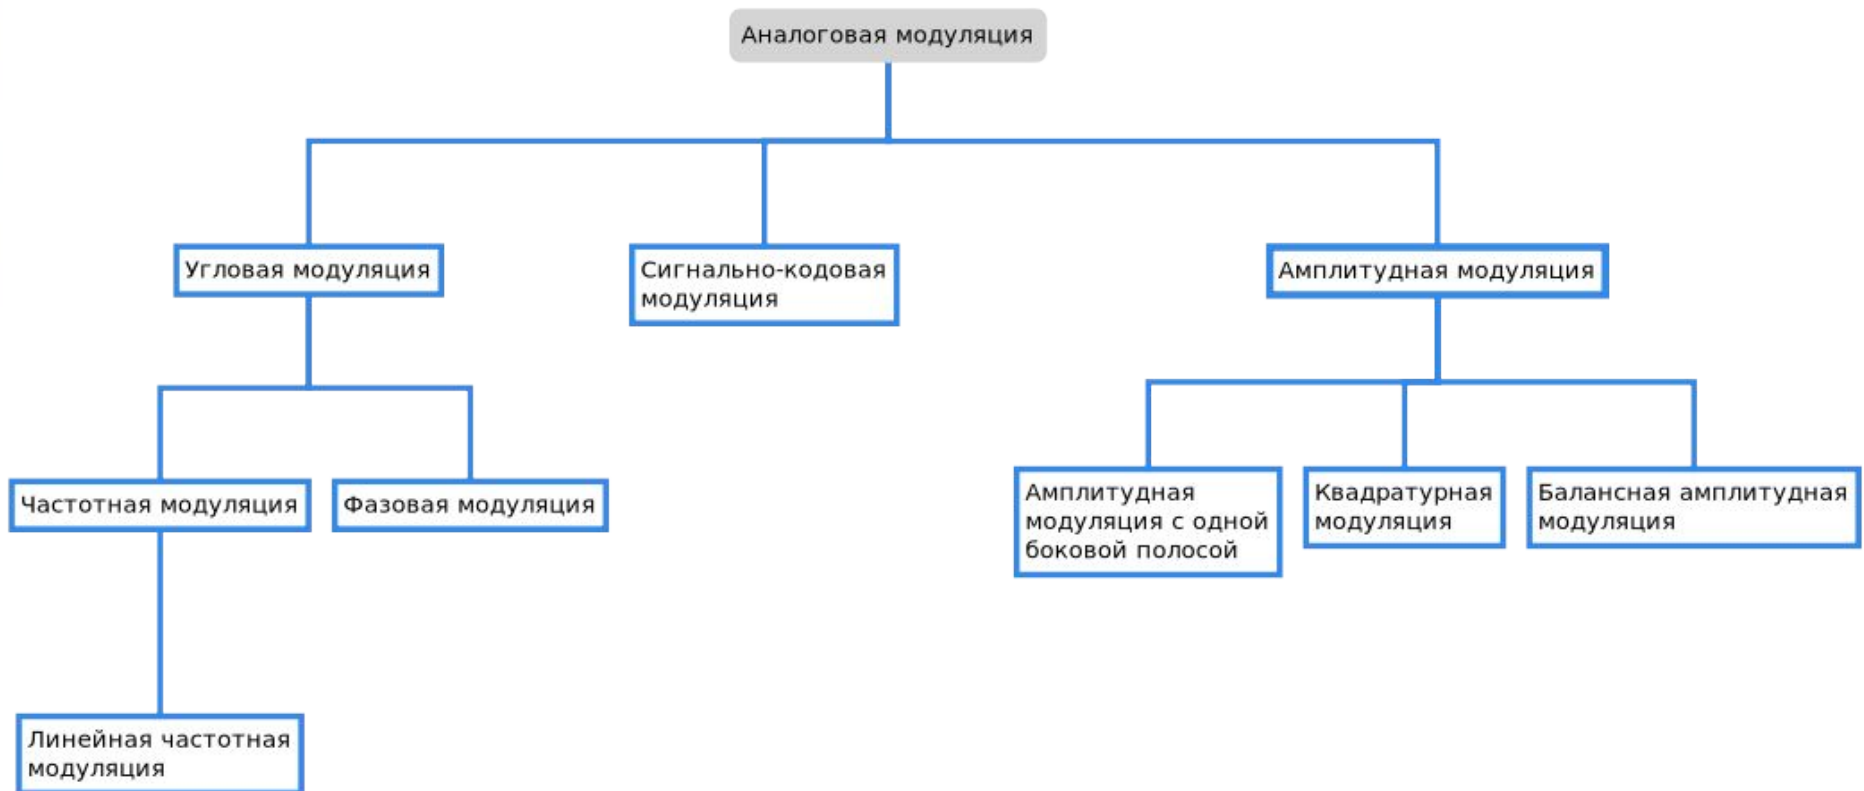 Аналоговая модуляция
Угловая модуляция
Сигнально-кодовая
модуляция
Амплитудная модуляция
Частотная модуляция
Фазовая модуляция
Амплитудная
модуляция с одной
боковой полосой
Квадратурная
модуляция
Балансная амплитудная
модуляция
Линейная частотная
модуляция